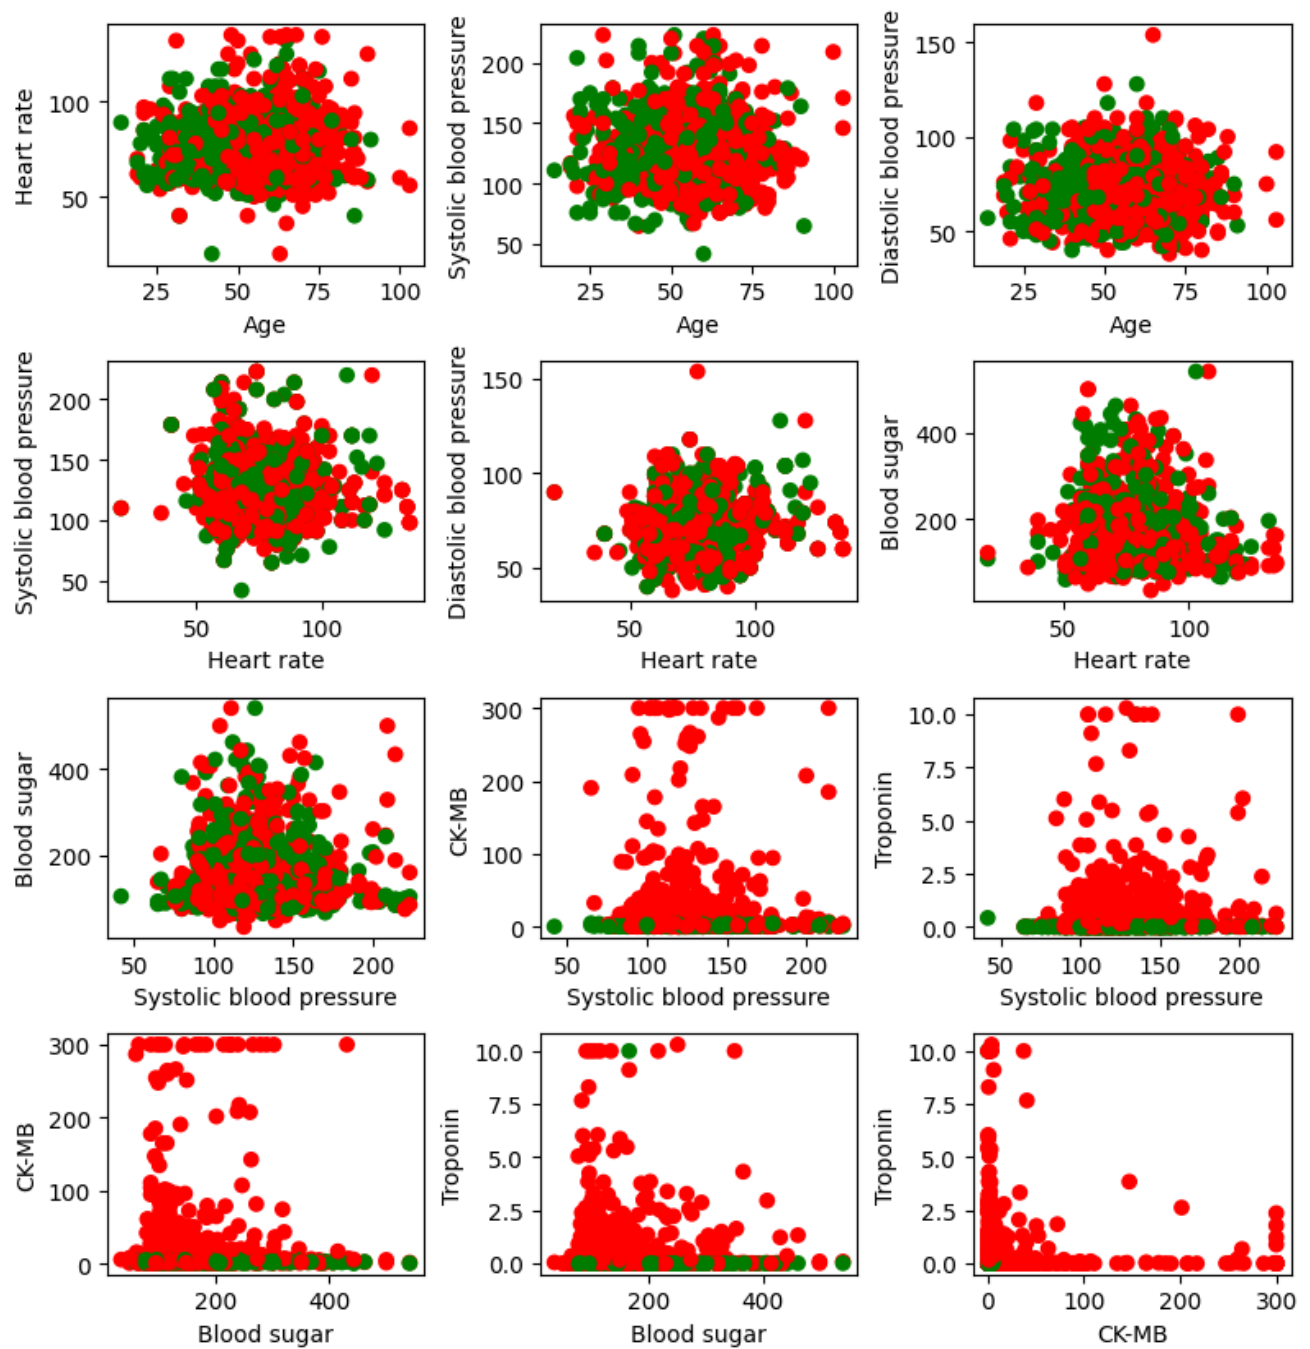 Heart rate
100
50
25 50 75 100
Age
Systolic blood pressure
200
150
100
50
25 50 75 100
Age
Diastolic blood pressure
150
100
50
25 50 75 100
Age
Systolic blood pressure
200
150
100
50
50 100
Heart rate
Diastolic blood pressure
150
100
50
50 100
Heart rate
Blood sugar
400
200
50 100
Heart rate
Blood sugar
400
200
50 100 150 200
Systolic blood pressure
CK-MB
300
200
100
0
50 100 150 200
Systolic blood pressure
Troponin
10.0
7.5
5.0
2.5
0.0
50 100 150 200
Systolic blood pressure
CK-MB
300
200
100
0
200 400
Blood sugar
Troponin
10.0
7.5
5.0
2.5
0.0
200 400
Blood sugar
Troponin
10.0
7.5
5.0
2.5
0.0
0 100 200 300
CK-MB